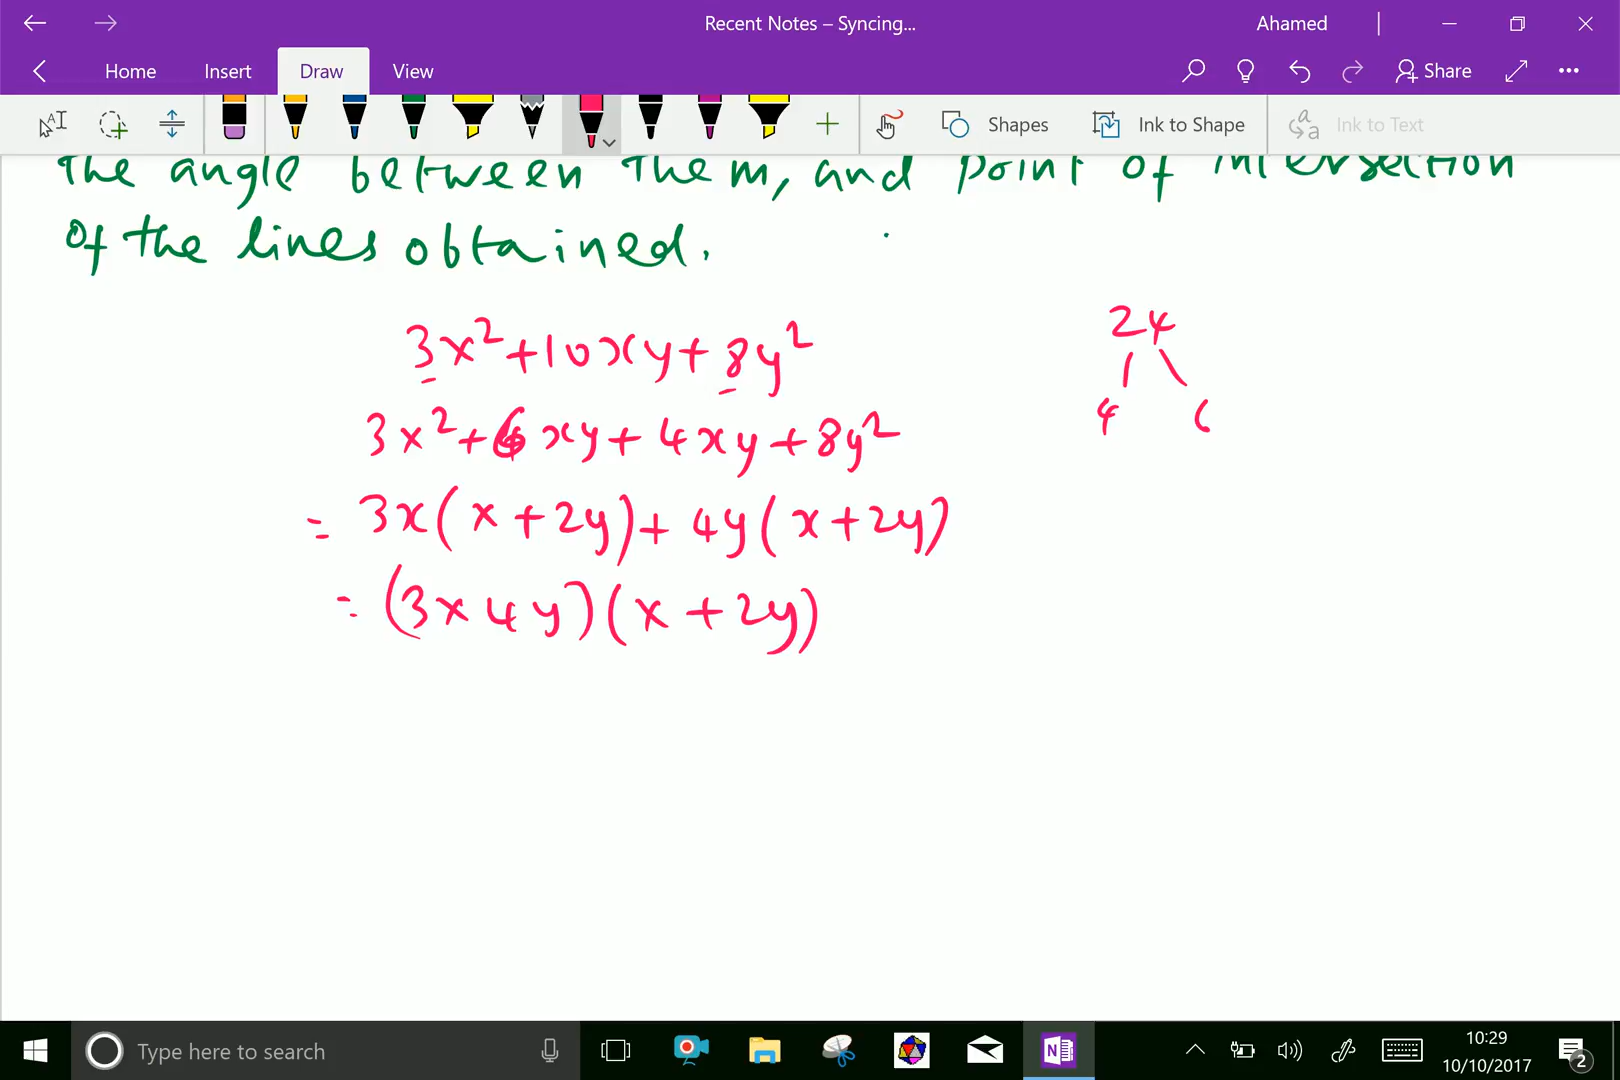 Recent Notes – Syncing...
Ahamed
Home Insert Draw View
Share
Shapes
Ink to Shape
Ink to Text
the angle between them, and point of intersection
of the lines obtained.
3x²+10xy+8y²
24
4 6
3x²+6xy+4xy+8y²
= 3x(x+2y)+4y(x+2y)
= (3x4y)(x+2y)
Type here to search
10:29
10/10/2017
2